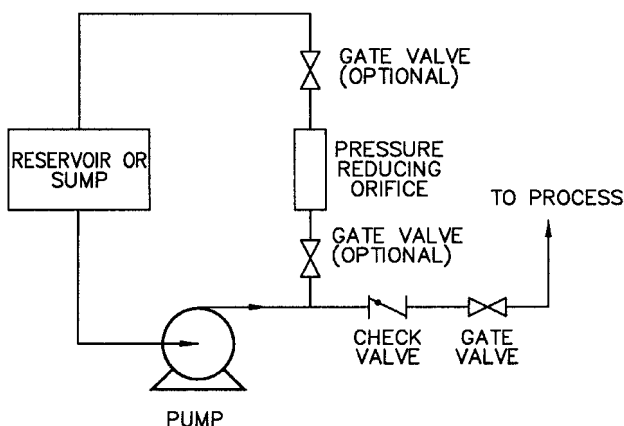 GATE VALVE
(OPTIONAL)
RESERVOIR OR
SUMP
PRESSURE
REDUCING
ORIFICE
TO PROCESS
GATE VALVE
(OPTIONAL)
CHECK
VALVE
GATE
VALVE
PUMP